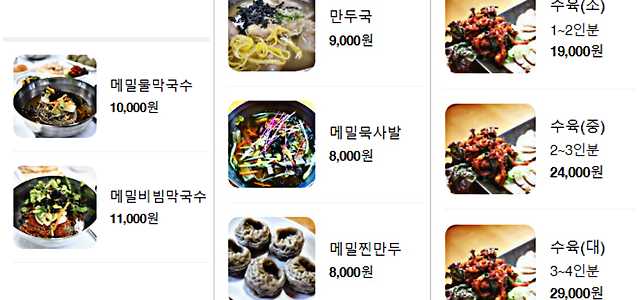 메밀물막국수
10,000원
메밀비빔막국수
11,000원
만두국
9,000원
메밀묵사발
8,000원
메밀찐만두
8,000원
수육(소)
1~2인분
19,000원
수육(중)
2~3인분
24,000원
수육(대)
3~4인분
29,000원